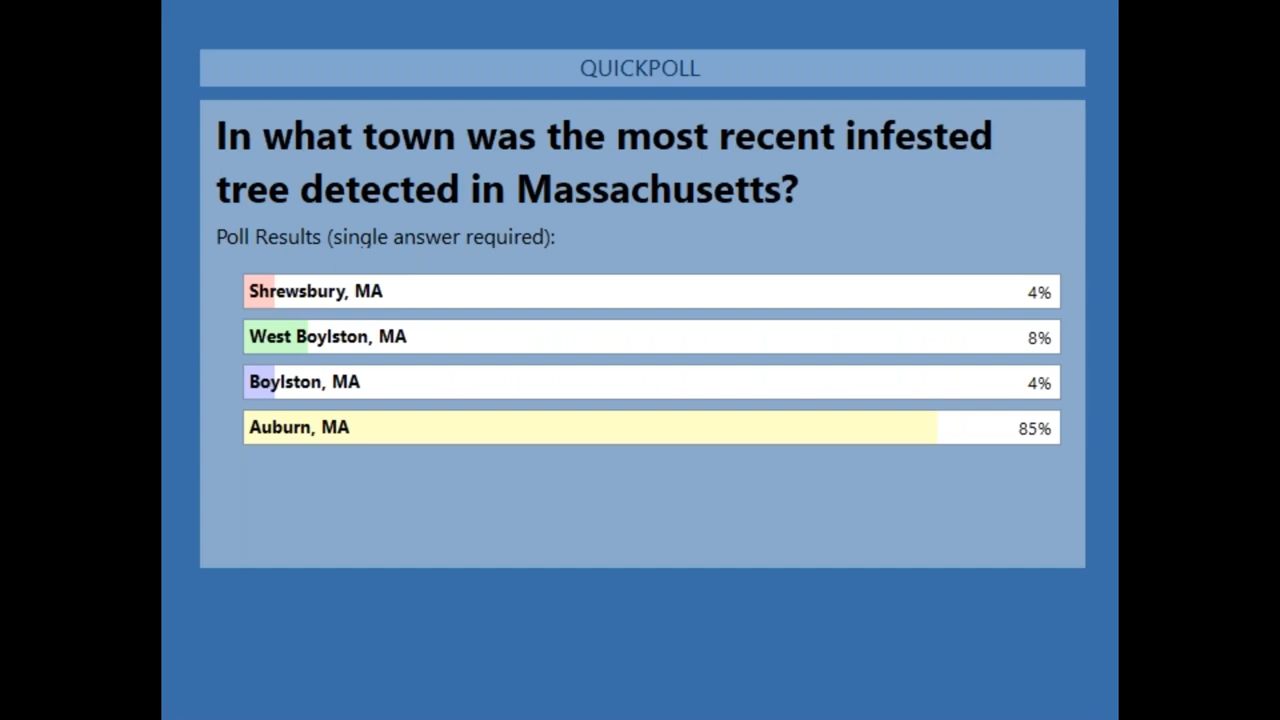 QUICKPOLL
In what town was the most recent infested
tree detected in Massachusetts?
Poll Results (single answer required):
Shrewsbury, MA 4%
West Boylston, MA 8%
Boylston, MA 4%
Auburn, MA 85%